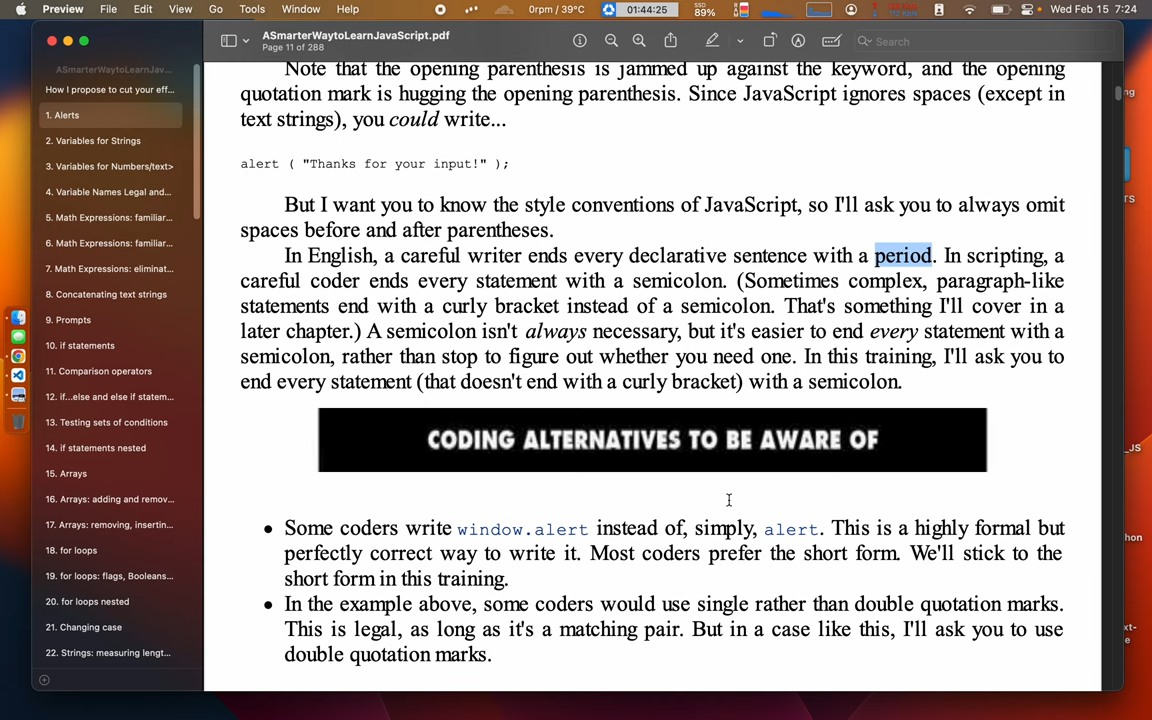 Preview File Edit View Go Tools Window Help 0rpm / 39°C 01:44:25 SSD 89% Wed Feb 15 7:24
ASmarterWaytoLearnJavaScript.pdf
Page 11 of 288
Search
ASmarterWaytoLearnJav...
How I propose to cut your eff...
1. Alerts
2. Variables for Strings
3. Variables for Numbers/text>
4. Variable Names Legal and...
5. Math Expressions: familiar...
6. Math Expressions: familiar...
7. Math Expressions: eliminat...
8. Concatenating text strings
9. Prompts
10. if statements
11. Comparison operators
12. if...else and else if statem...
13. Testing sets of conditions
14. if statements nested
15. Arrays
16. Arrays: adding and remov...
17. Arrays: removing, insertin...
18. for loops
19. for loops: flags, Booleans...
20. for loops nested
21. Changing case
22. Strings: measuring lengt...
Note that the opening parenthesis is jammed up against the keyword, and the opening
quotation mark is hugging the opening parenthesis. Since JavaScript ignores spaces (except in
text strings), you could write...
alert ( "Thanks for your input!" );
But I want you to know the style conventions of JavaScript, so I'll ask you to always omit
spaces before and after parentheses.
In English, a careful writer ends every declarative sentence with a period. In scripting, a
careful coder ends every statement with a semicolon. (Sometimes complex, paragraph-like
statements end with a curly bracket instead of a semicolon. That's something I'll cover in a
later chapter.) A semicolon isn't always necessary, but it's easier to end every statement with a
semicolon, rather than stop to figure out whether you need one. In this training, I'll ask you to
end every statement (that doesn't end with a curly bracket) with a semicolon.
CODING ALTERNATIVES TO BE AWARE OF
• Some coders write window.alert instead of, simply, alert. This is a highly formal but
perfectly correct way to write it. Most coders prefer the short form. We'll stick to the
short form in this training.
• In the example above, some coders would use single rather than double quotation marks.
This is legal, as long as it's a matching pair. But in a case like this, I'll ask you to use
double quotation marks.